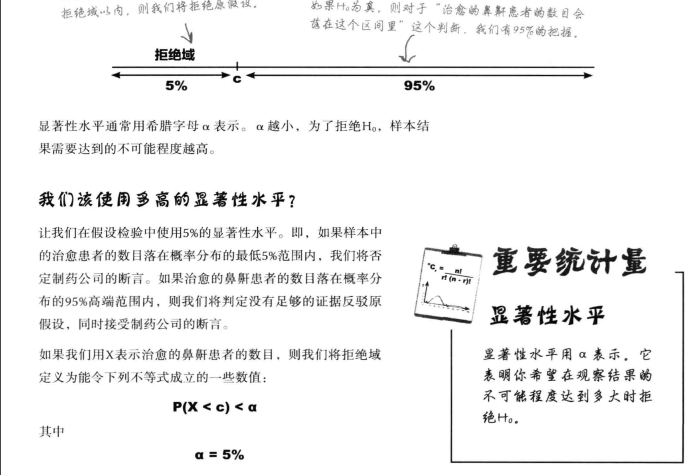 拒绝域以内，则我们将拒绝原假设。
如果H₀为真，则对于“治愈的鼻鼾患者的数目会
落在这个区间里”这个判断，我们有95%的把握。
拒绝域
5%
c
95%
显著性水平通常用希腊字母 α 表示。α 越小，为了拒绝H₀，样本结
果需要达到的不可能程度越高。
我们该使用多高的显著性水平？
让我们在假设检验中使用5%的显著性水平。即，如果样本中
的治愈患者的数目落在概率分布的最低5%范围内，我们将否
定制药公司的断言。如果治愈的鼻鼾患者的数目落在概率分
布的95%高端范围内，则我们将判定没有足够的证据反驳原
假设，同时接受制药公司的断言。
如果我们用X表示治愈的鼻鼾患者的数目，则我们将拒绝域
定义为能令下列不等式成立的一些数值：
P(X < c) < α
其中
α = 5%
ⁿCᵣ = n!
r! (n - r)!
重要统计量
显著性水平
显著性水平用 α 表示。它
表明你希望在观察结果的
不可能程度达到多大时拒
绝H₀。